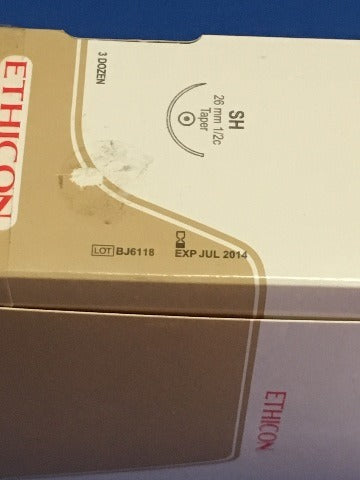 ETHICON
3 DOZEN
SH
26 mm 1/2c
Taper
LOT BJ6118
EXP JUL 2014
ETHICON